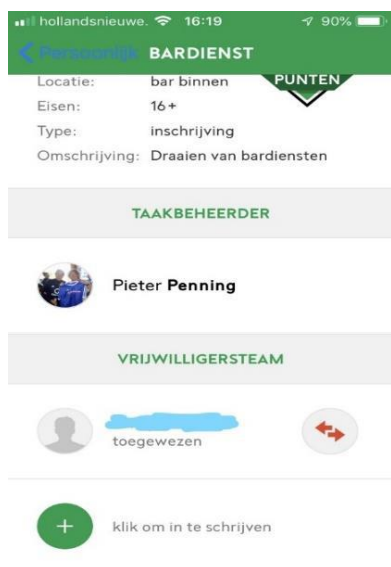 hollandsnieuwe. 16:19 90%
Persoonlijk BARDIENST
Locatie: bar binnen PUNTEN
Eisen: 16+
Type: inschrijving
Omschrijving: Draaien van bardiensten
TAAKBEHEERDER
Pieter Penning
VRIJWILLIGERSTEAM
toegewezen
klik om in te schrijven